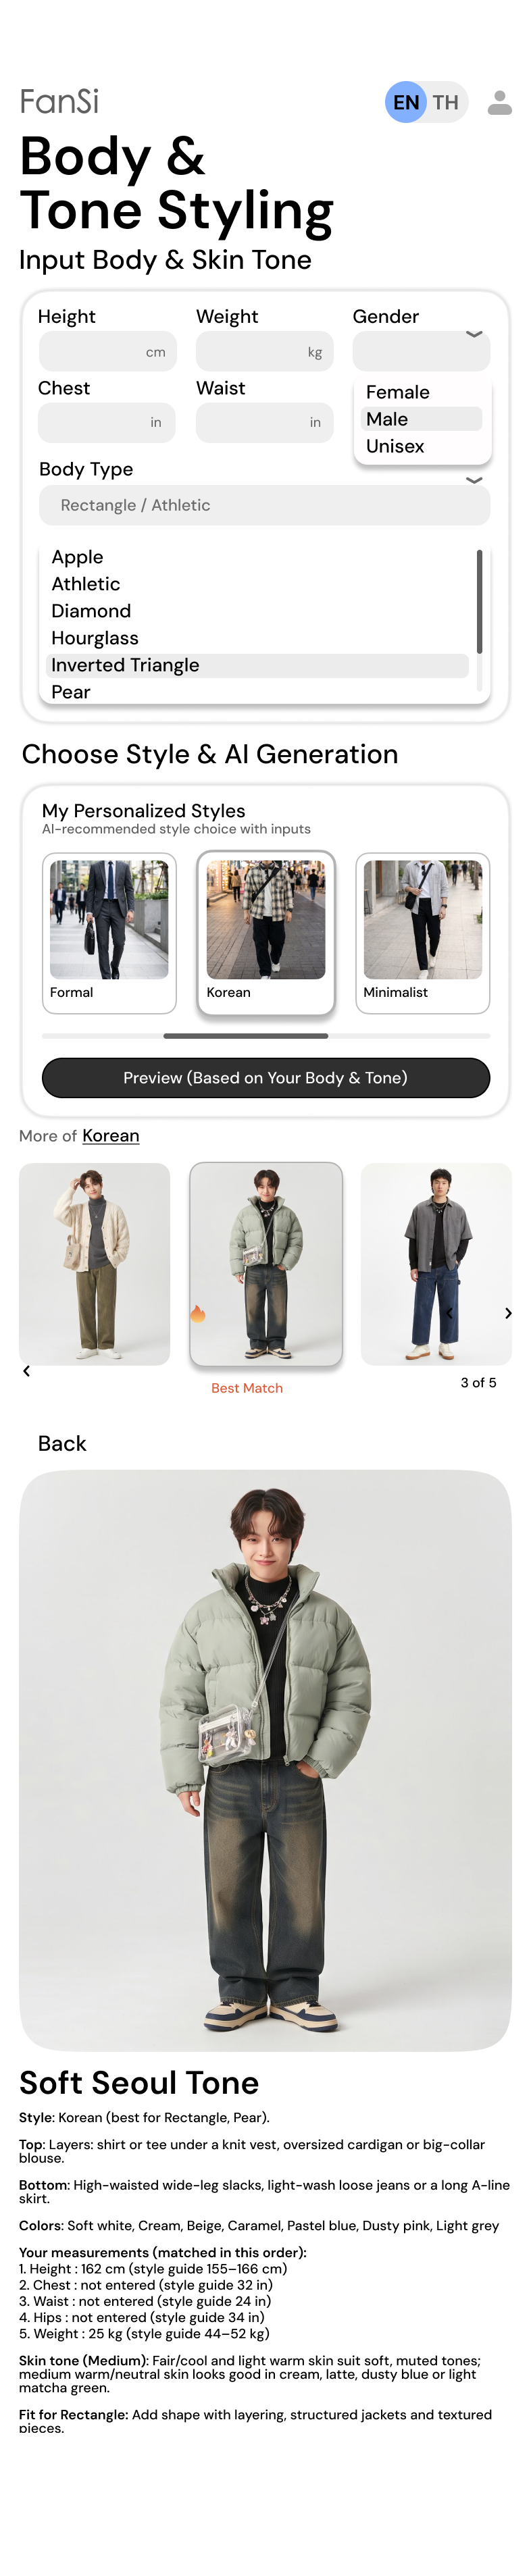 FanSi
EN TH
Body &
Tone Styling
Input Body & Skin Tone
Height Weight Gender
cm kg
Chest Waist
in in
Female
Male
Unisex
Body Type
Rectangle / Athletic
Apple
Athletic
Diamond
Hourglass
Inverted Triangle
Pear
Choose Style & AI Generation
My Personalized Styles
AI-recommended style choice with inputs
Formal Korean Minimalist
Preview (Based on Your Body & Tone)
More of Korean
Best Match
3 of 5
Back
Soft Seoul Tone
Style: Korean (best for Rectangle, Pear).
Top: Layers: shirt or tee under a knit vest, oversized cardigan or big-collar
blouse.
Bottom: High-waisted wide-leg slacks, light-wash loose jeans or a long A-line
skirt.
Colors: Soft white, Cream, Beige, Caramel, Pastel blue, Dusty pink, Light grey
Your measurements (matched in this order):
1. Height : 162 cm (style guide 155–166 cm)
2. Chest : not entered (style guide 32 in)
3. Waist : not entered (style guide 24 in)
4. Hips : not entered (style guide 34 in)
5. Weight : 25 kg (style guide 44–52 kg)
Skin tone (Medium): Fair/cool and light warm skin suit soft, muted tones;
medium warm/neutral skin looks good in cream, latte, dusty blue or light
matcha green.
Fit for Rectangle: Add shape with layering, structured jackets and textured
pieces.